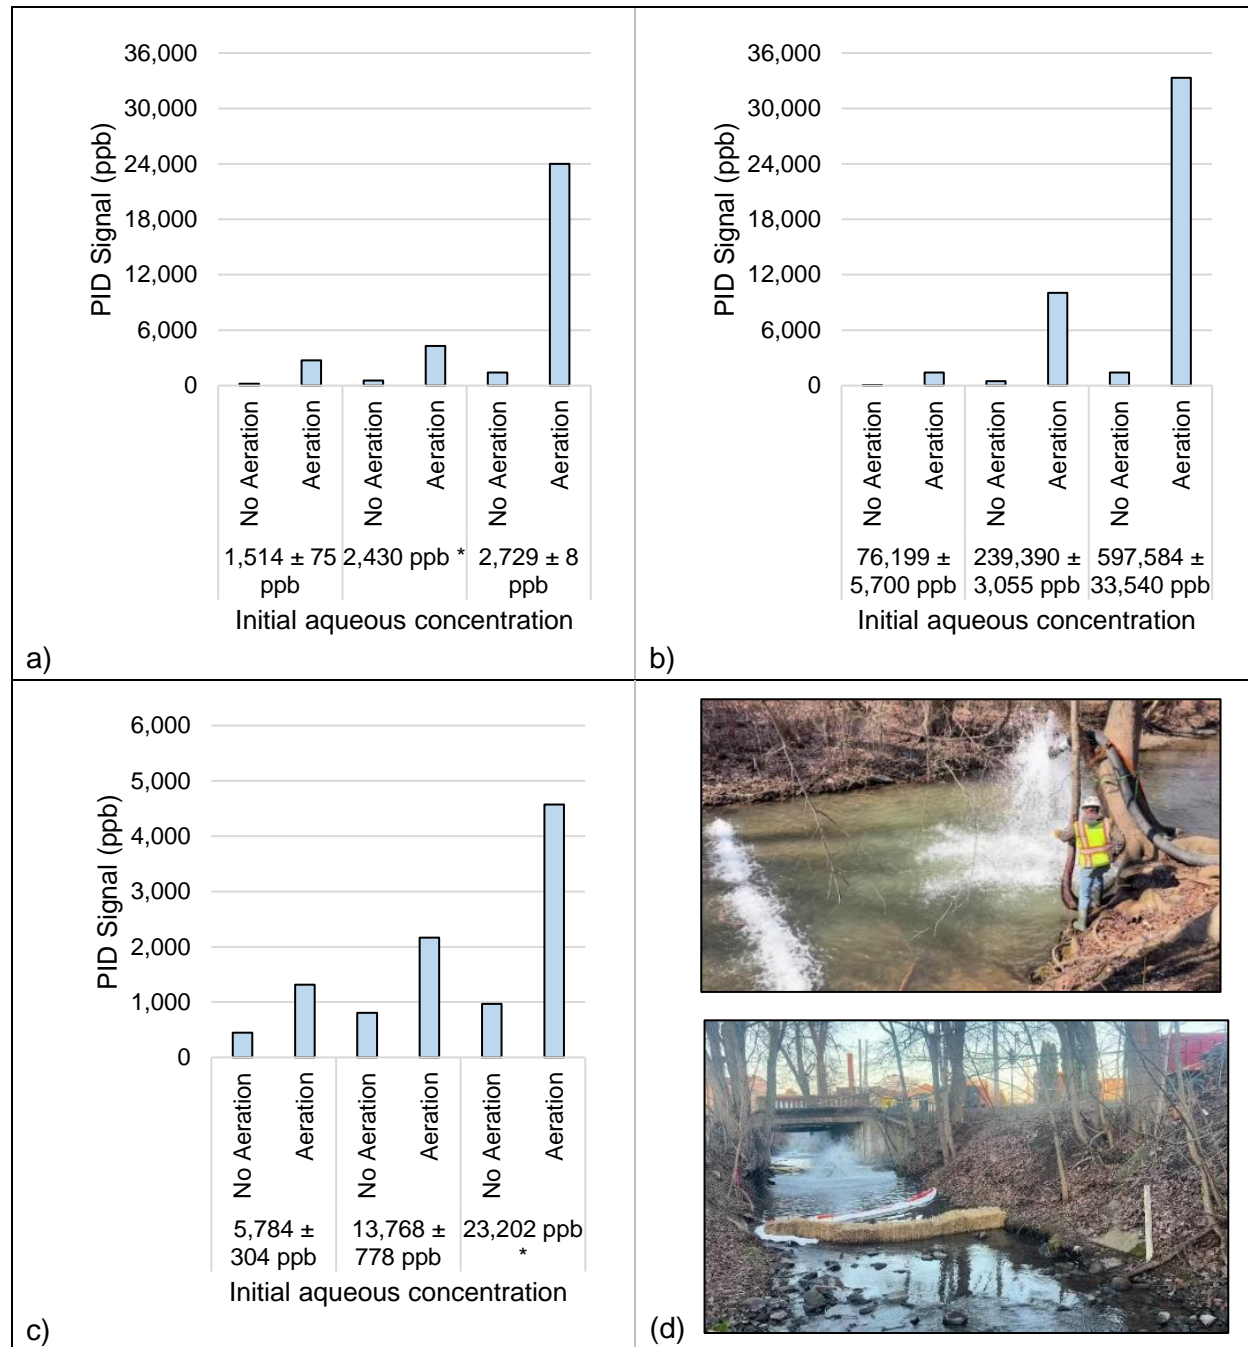 36,000
30,000
24,000
18,000
12,000
6,000
0
PID Signal (ppb)
No Aeration
Aeration
No Aeration
Aeration
No Aeration
Aeration
1,514 ± 75
ppb
2,430 ppb *
2,729 ± 8
ppb
Initial aqueous concentration
a)
36,000
30,000
24,000
18,000
12,000
6,000
0
PID Signal (ppb)
No Aeration
Aeration
No Aeration
Aeration
No Aeration
Aeration
76,199 ±
5,700 ppb
239,390 ±
3,055 ppb
597,584 ±
33,540 ppb
Initial aqueous concentration
b)
6,000
5,000
4,000
3,000
2,000
1,000
0
PID Signal (ppb)
No Aeration
Aeration
No Aeration
Aeration
No Aeration
Aeration
5,784 ±
304 ppb
13,768 ±
778 ppb
23,202 ppb
*
Initial aqueous concentration
c)
(d)